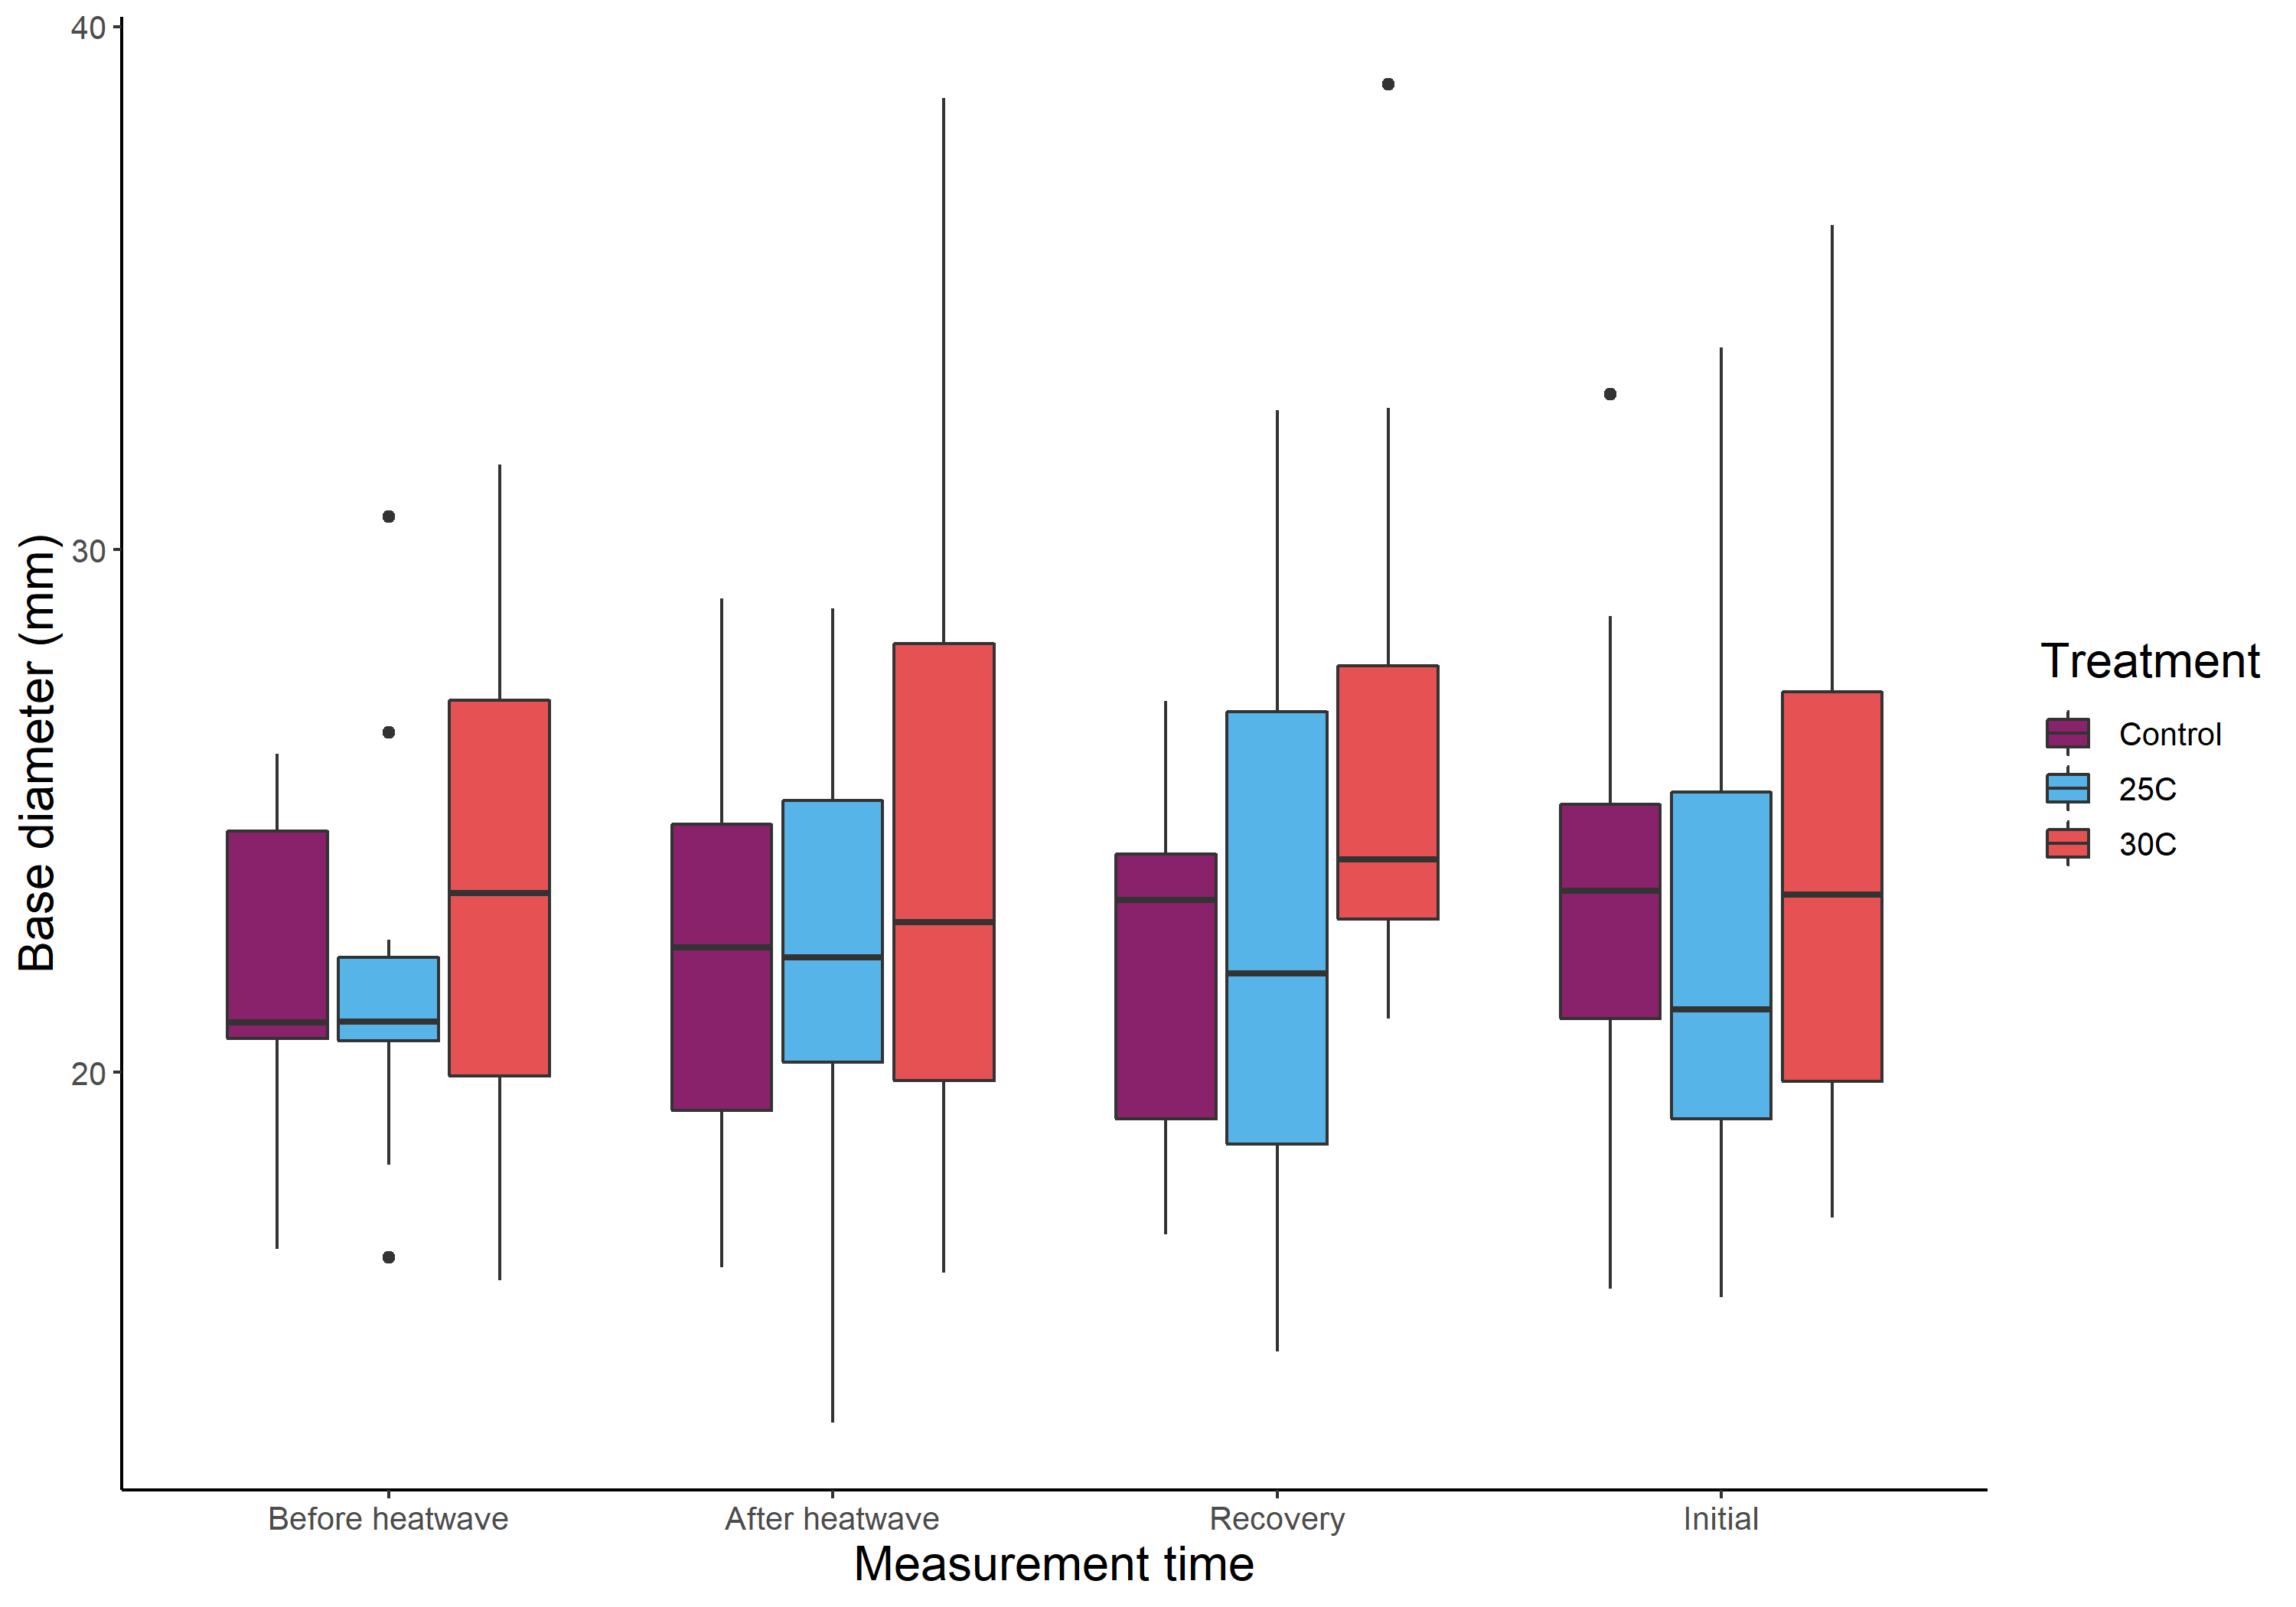 40
30
20
Base diameter (mm)
Before heatwave
After heatwave
Recovery
Initial
Measurement time
Treatment
Control
25C
30C